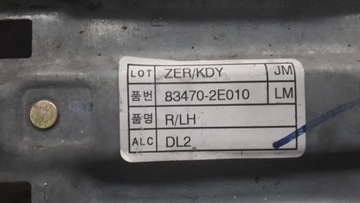 LOT ZER/KDY JM
품번 83470-2E010 LM
품명 R/LH
ALC DL2